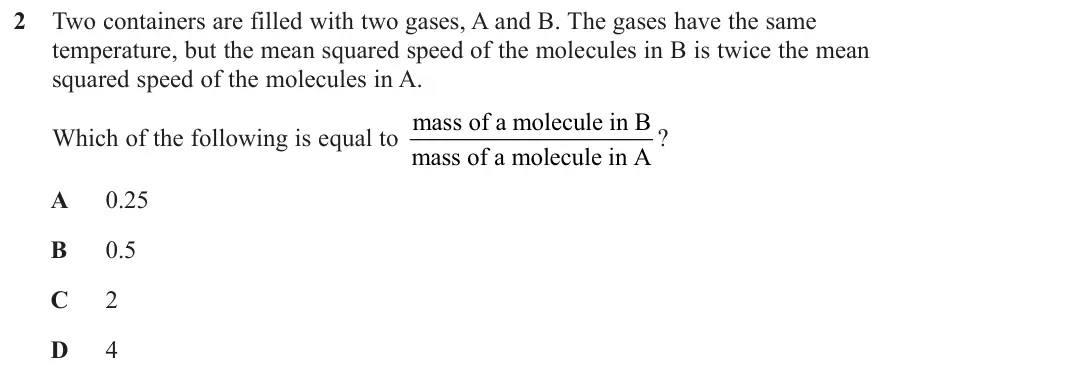 2 Two containers are filled with two gases, A and B. The gases have the same
temperature, but the mean squared speed of the molecules in B is twice the mean
squared speed of the molecules in A.
Which of the following is equal to mass of a molecule in B / mass of a molecule in A ?
A 0.25
B 0.5
C 2
D 4